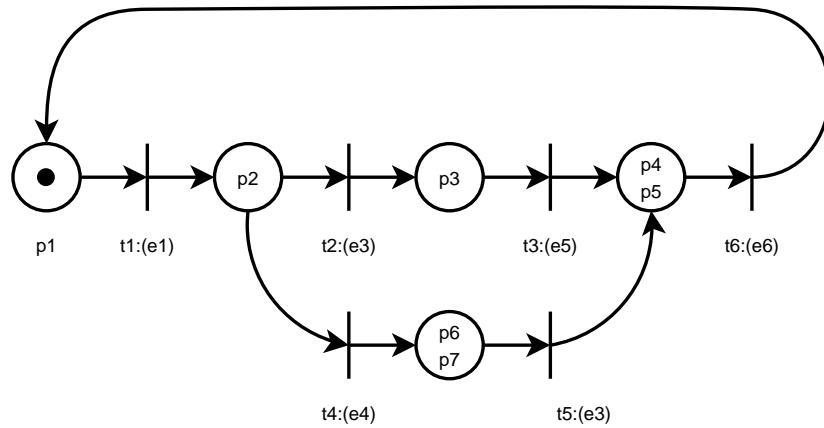 p2
p3
p4
p5
p1
t1:(e1)
t2:(e3)
t3:(e5)
t6:(e6)
p6
p7
t4:(e4)
t5:(e3)